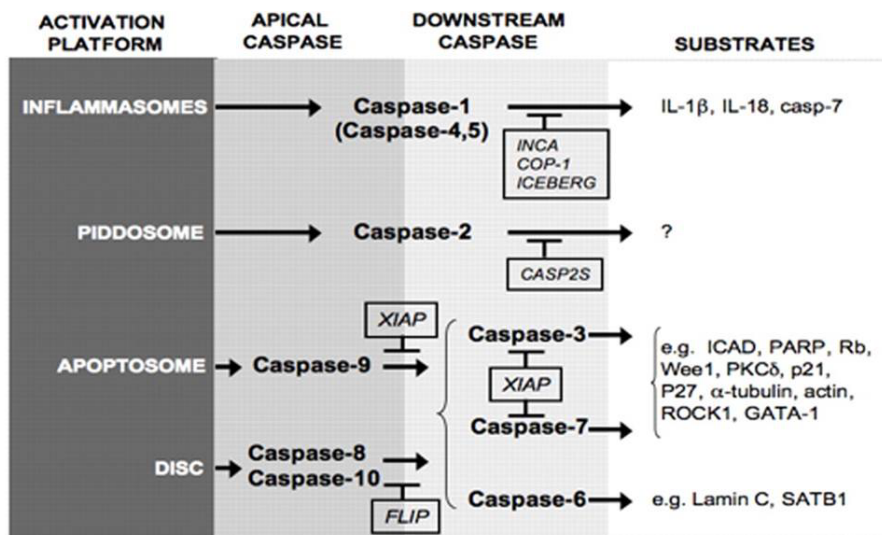 ACTIVATION PLATFORM
APICAL CASPASE
DOWNSTREAM CASPASE
SUBSTRATES
INFLAMMASOMES
Caspase-1
(Caspase-4,5)
INCA
COP-1
ICEBERG
IL-1β, IL-18, casp-7
PIDDOSOME
Caspase-2
CASP2S
?
APOPTOSOME
Caspase-9
XIAP
Caspase-3
XIAP
Caspase-7
e.g. ICAD, PARP, Rb,
Wee1, PKCδ, p21,
P27, α-tubulin, actin,
ROCK1, GATA-1
DISC
Caspase-8
Caspase-10
FLIP
Caspase-6
e.g. Lamin C, SATB1